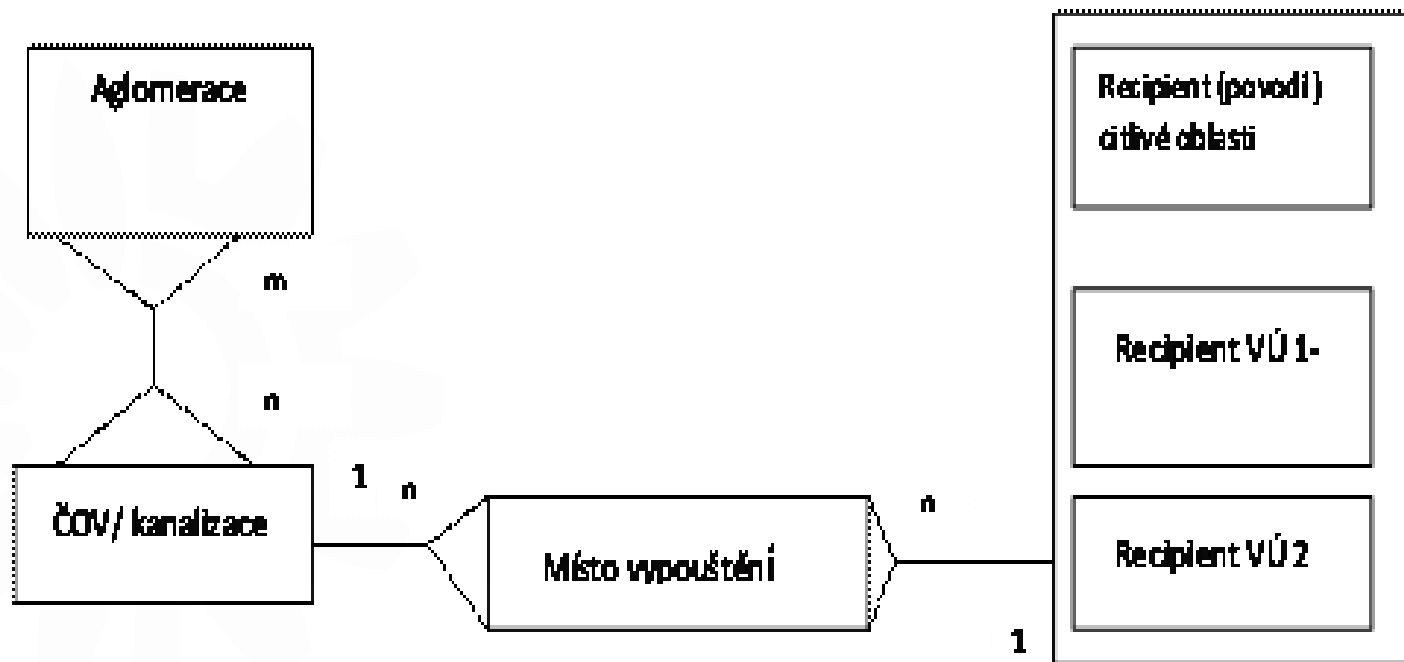 Aglomerace
m
n
ČOV/ kanalizace
1
n
Místo vypouštění
n
1
Recipient (povodí)
citlivé oblasti
Recipient VÚ 1-
Recipient VÚ 2